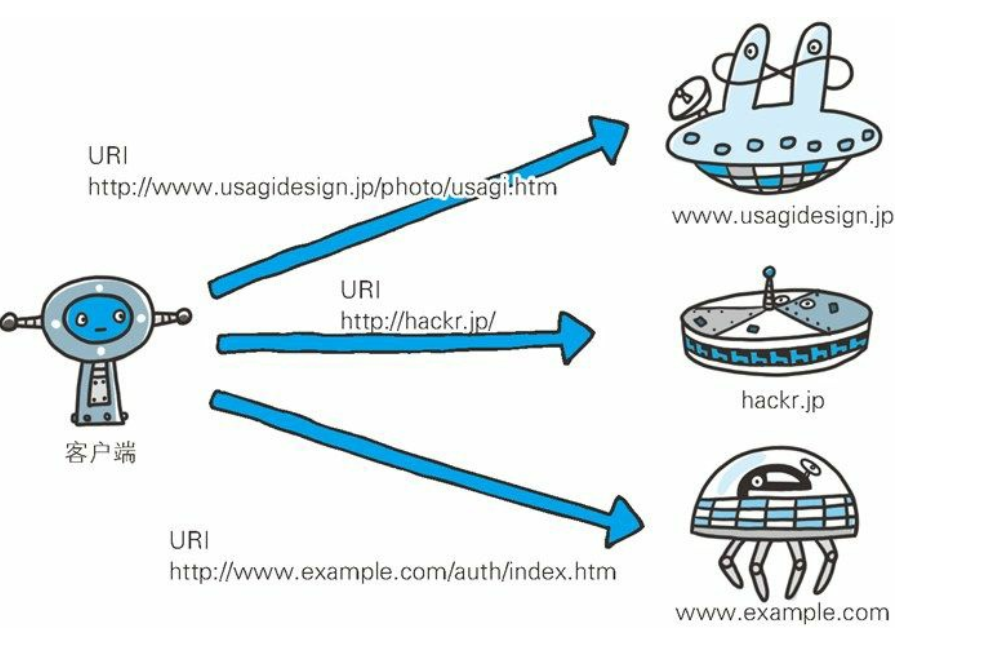 URI
http://www.usagidesign.jp/photo/usagi.htm
www.usagidesign.jp
URI
http://hackr.jp/
hackr.jp
客户端
URI
http://www.example.com/auth/index.htm
www.example.com